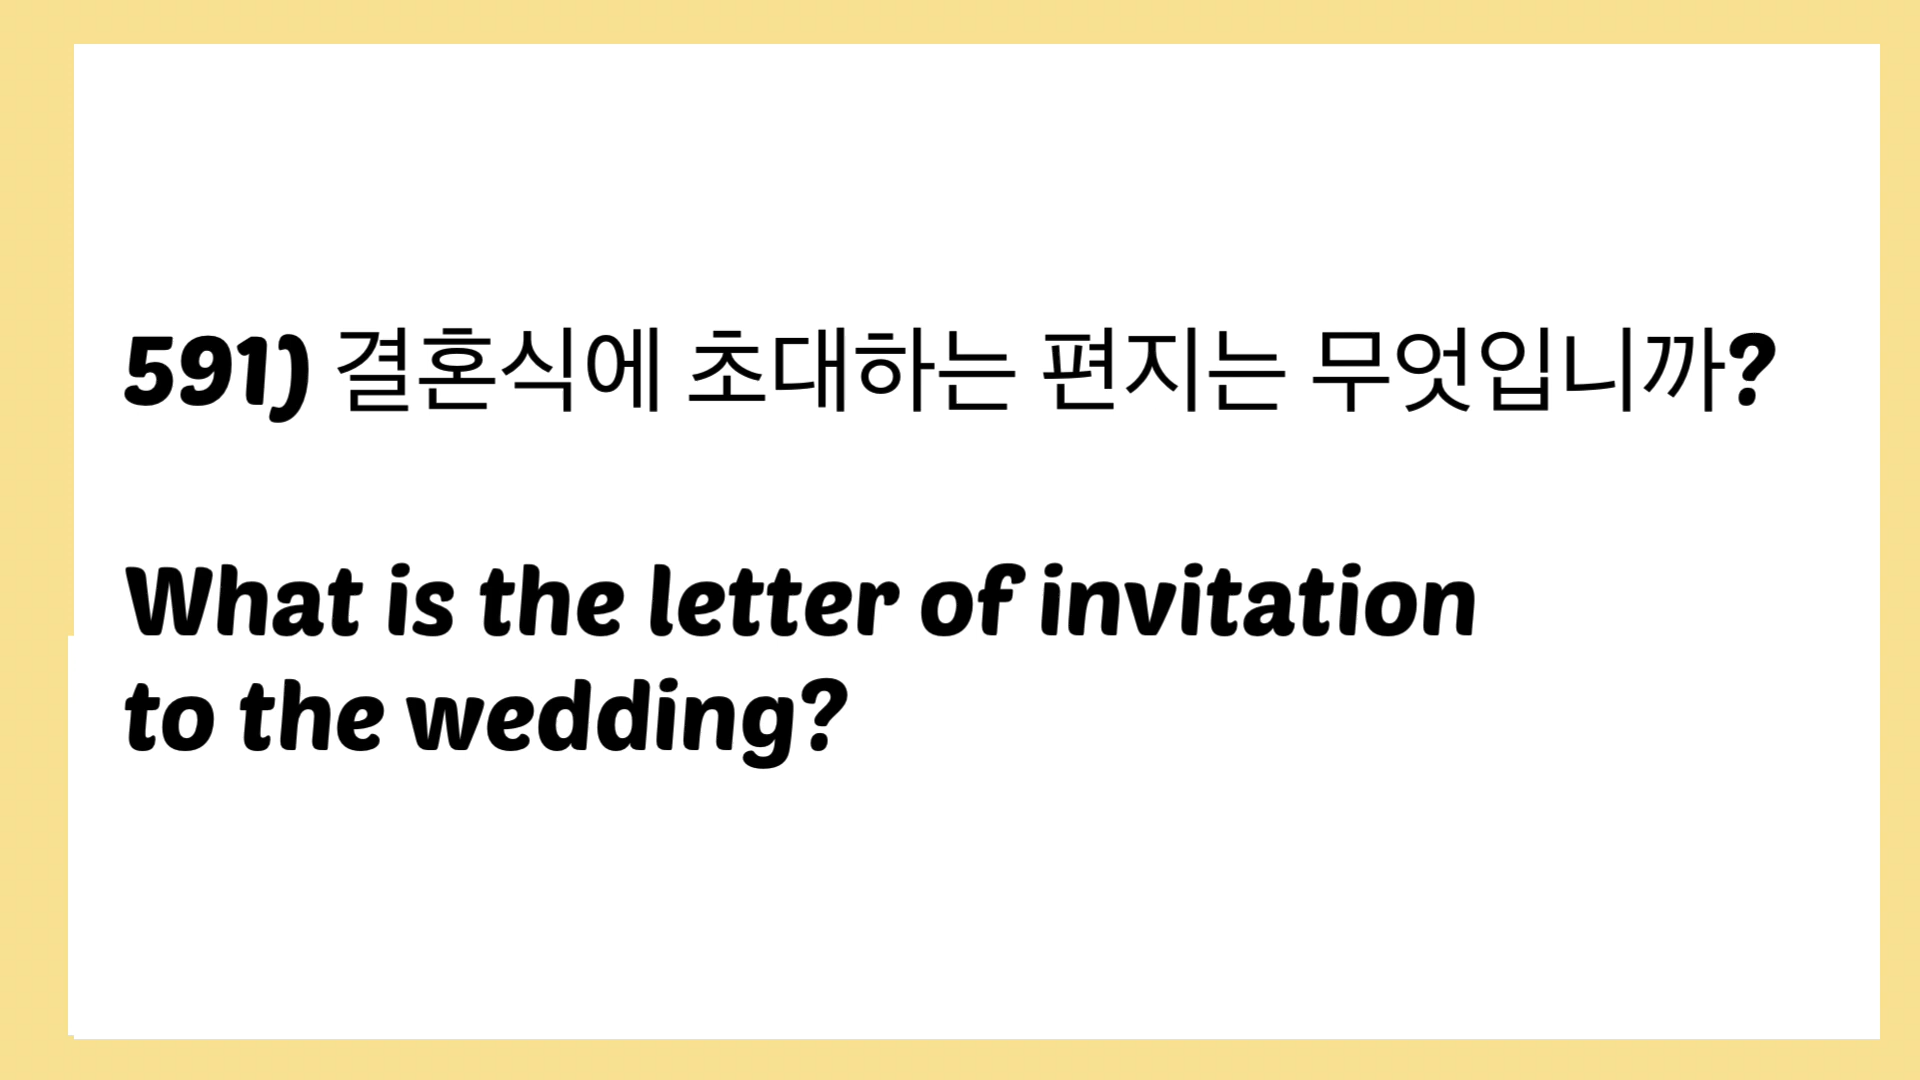 591) 결혼식에 초대하는 편지는 무엇입니까?
What is the letter of invitation
to the wedding?